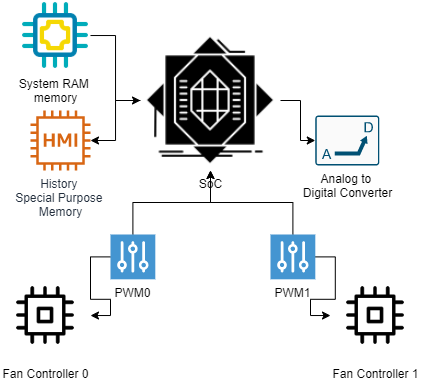 System RAM
memory
HMI
History
Special Purpose
Memory
SoC
D
A
Analog to
Digital Converter
PWM0
PWM1
Fan Controller 0
Fan Controller 1